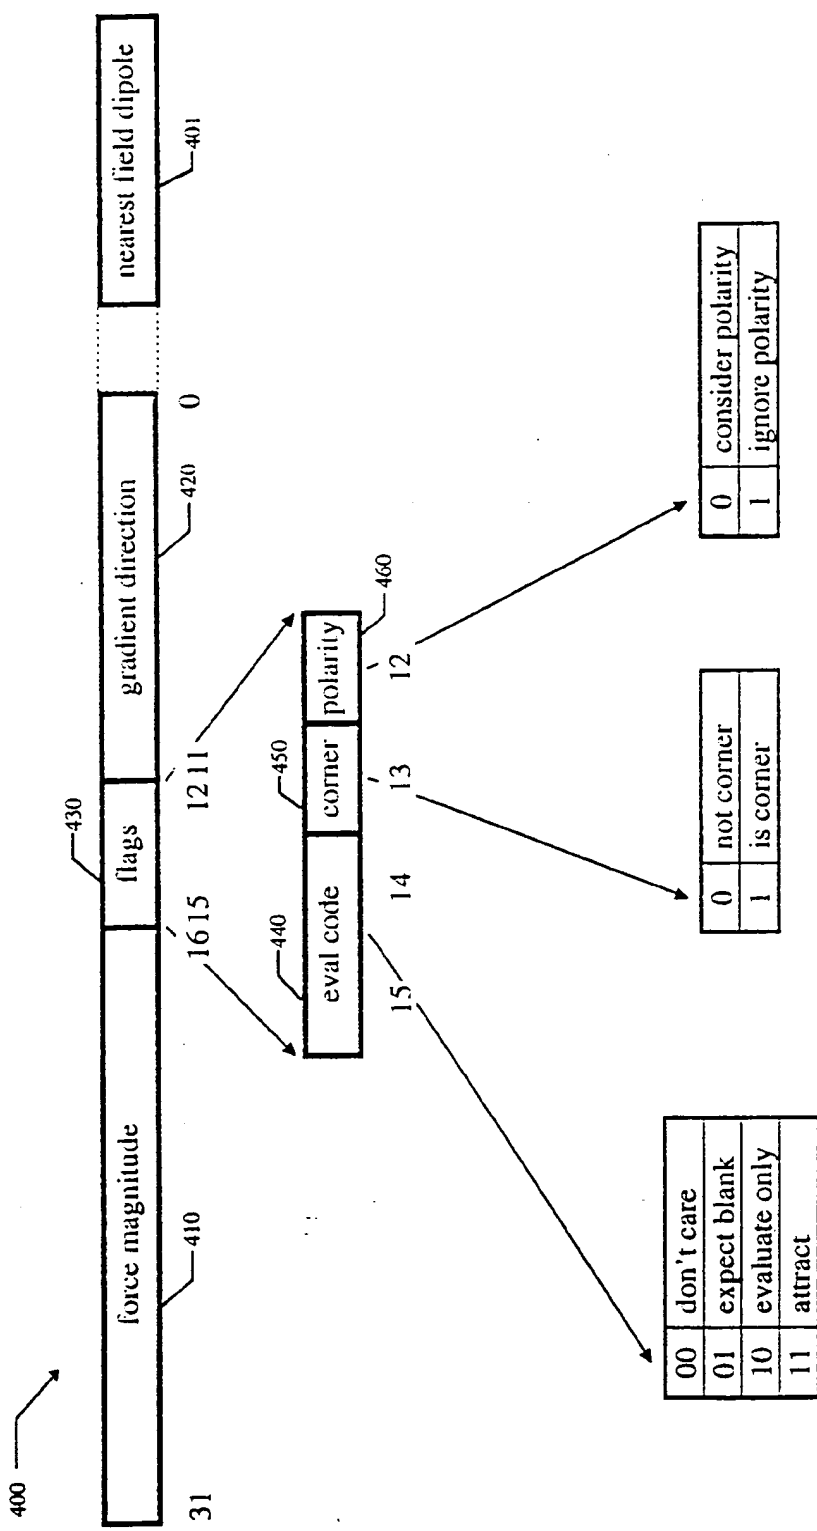 400
force magnitude
flags
gradient direction
nearest field dipole
410
430
420
401
31
16 15
12 11
0
eval code
corner
polarity
440
450
460
15
14
13
12
00 don't care
01 expect blank
10 evaluate only
11 attract
0 not corner
1 is corner
0 consider polarity
1 ignore polarity